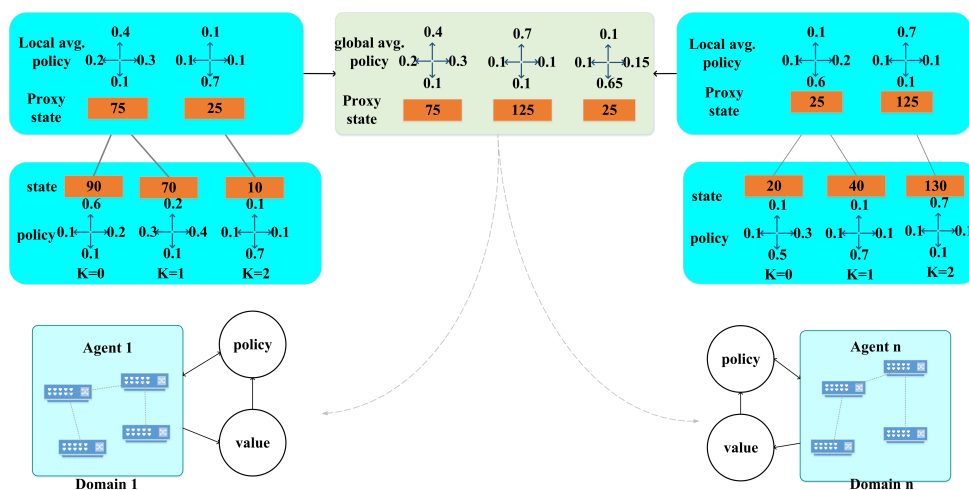 0.4 0.1
Local avg.
policy
0.2 0.3 0.1 0.1
0.1 0.7
Proxy
state
75 25
0.4 0.7 0.1
global avg.
policy
0.2 0.3 0.1 0.1 0.1 0.15
0.1 0.1 0.65
Proxy
state
75 125 25
0.1 0.7
Local avg.
policy
0.1 0.2 0.1 0.1
0.6 0.1
Proxy
state
25 125
state 90 70 10
0.6 0.2 0.1
policy 0.1 0.2 0.3 0.4 0.1 0.1
0.1 0.1 0.7
K=0 K=1 K=2
state 20 40 130
0.1 0.1 0.7
policy 0.1 0.3 0.1 0.1 0.1 0.1
0.5 0.7 0.1
K=0 K=1 K=2
Agent 1
policy
value
Domain 1
policy
Agent n
value
Domain n